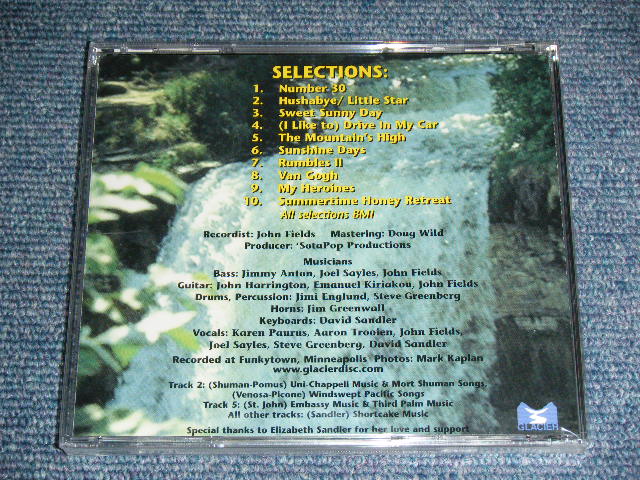 SELECTIONS:
1. Number 30
2. Hushabye/ Little Star
3. Sweet Sunny Day
4. (I Like to) Drive In My Car
5. The Mountain's High
6. Sunshine Days
7. Rumbles II
8. Van Gogh
9. My Heroines
10. Summertime Honey Retreat
All selections BMI
Recordist: John Fields Mastering: Doug Wild
Producer: 'SotaPop Productions
Musicians
Bass: Jimmy Anton, Joel Sayles, John Fields
Guitar: John Harrington, Emanuel Kiriakou, John Fields
Drums, Percussion: Jimi Englund, Steve Greenberg
Horns: Jim Greenwall
Keyboards: David Sandler
Vocals: Karen Paurus, Aaron Trooien, John Fields,
Joel Sayles, Steve Greenberg, David Sandler
Recorded at Funkytown, Minneapolis Photos: Mark Kaplan
www.glacierdisc.com
Track 2: (Shuman-Pomus) Uni-Chappell Music & Mort Shuman Songs,
(Venosa-Picone) Windswept Pacific Songs
Track 5: (St. John) Embassy Music & Third Palm Music
All other tracks: (Sandler) Shortcake Music
Special thanks to Elizabeth Sandler for her love and support
GLACIER